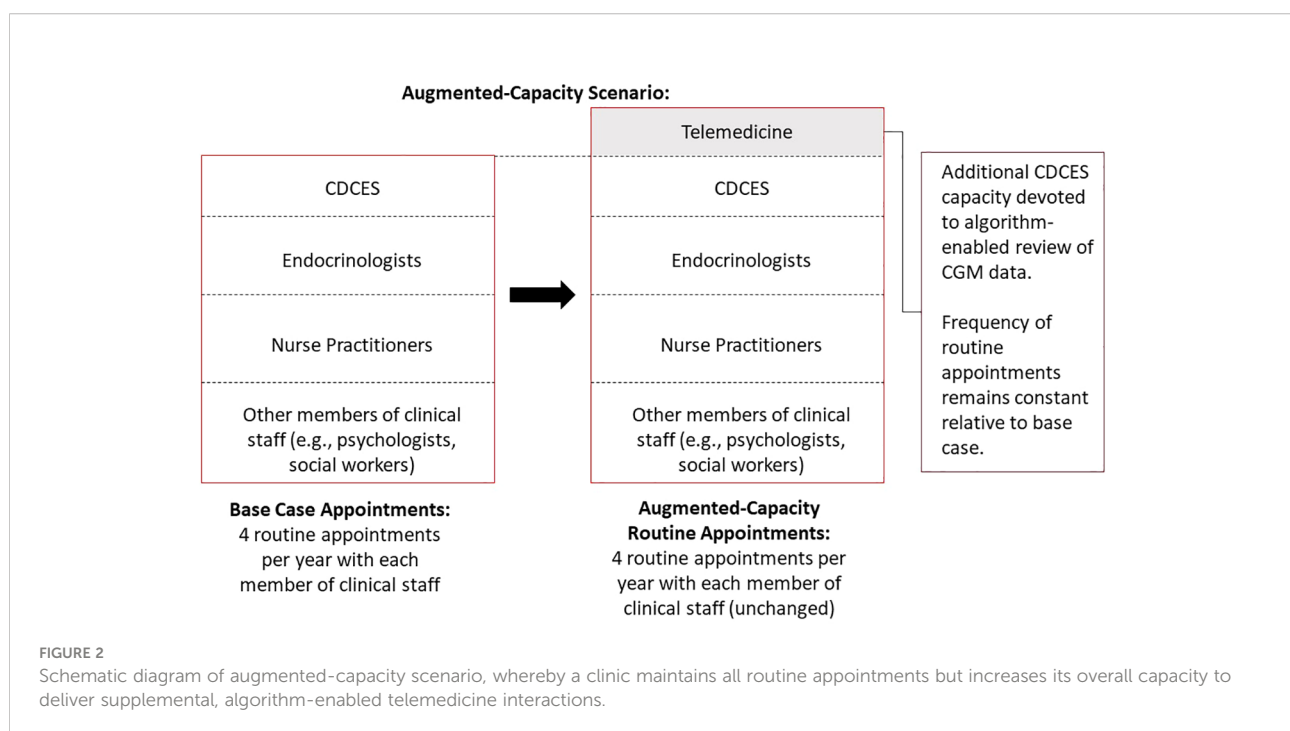 Augmented-Capacity Scenario:
Telemedicine
CDCES
Endocrinologists
Nurse Practitioners
Other members of clinical
staff (e.g., psychologists,
social workers)
Base Case Appointments:
4 routine appointments
per year with each
member of clinical staff
CDCES
Endocrinologists
Nurse Practitioners
Other members of clinical
staff (e.g., psychologists,
social workers)
Augmented-Capacity
Routine Appointments:
4 routine appointments per
year with each member of
clinical staff (unchanged)
Additional CDCES
capacity devoted
to algorithm-
enabled review of
CGM data.
Frequency of
routine
appointments
remains constant
relative to base
case.
FIGURE 2
Schematic diagram of augmented-capacity scenario, whereby a clinic maintains all routine appointments but increases its overall capacity to
deliver supplemental, algorithm-enabled telemedicine interactions.